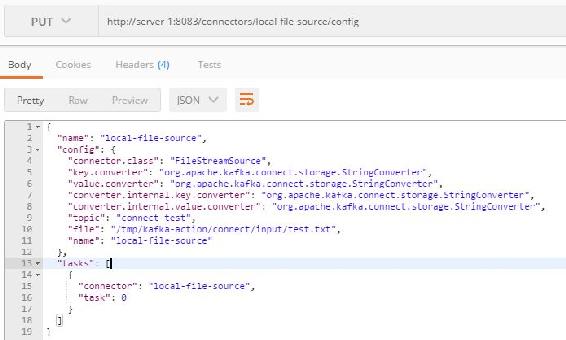 PUT http://server-1:8083/connectors/local-file-source/config
Body Cookies Headers (4) Tests
Pretty Raw Preview JSON
1 {
2 "name": "local-file-source",
3 "config": {
4 "connector.class": "FileStreamSource",
5 "key.converter": "org.apache.kafka.connect.storage.StringConverter",
6 "value.converter": "org.apache.kafka.connect.storage.StringConverter",
7 "converter.internal.key.converter": "org.apache.kafka.connect.storage.StringConverter",
8 "converter.internal.value.converter": "org.apache.kafka.connect.storage.StringConverter",
9 "topic": "connect-test",
10 "file": "/tmp/kafka-action/connect/input/test.txt",
11 "name": "local-file-source"
12 },
13 "tasks": [
14 {
15 "connector": "local-file-source",
16 "task": 0
17 }
18 ]
19 }